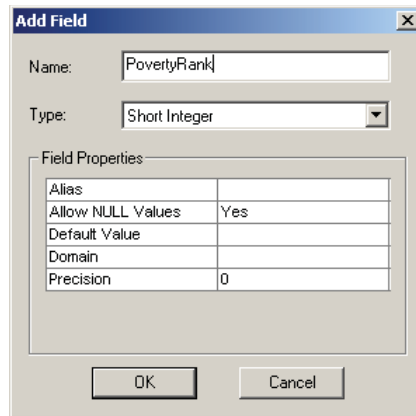 Add Field
Name: PovertyRank
Type: Short Integer
Field Properties
Alias
Allow NULL Values Yes
Default Value
Domain
Precision 0
OK Cancel